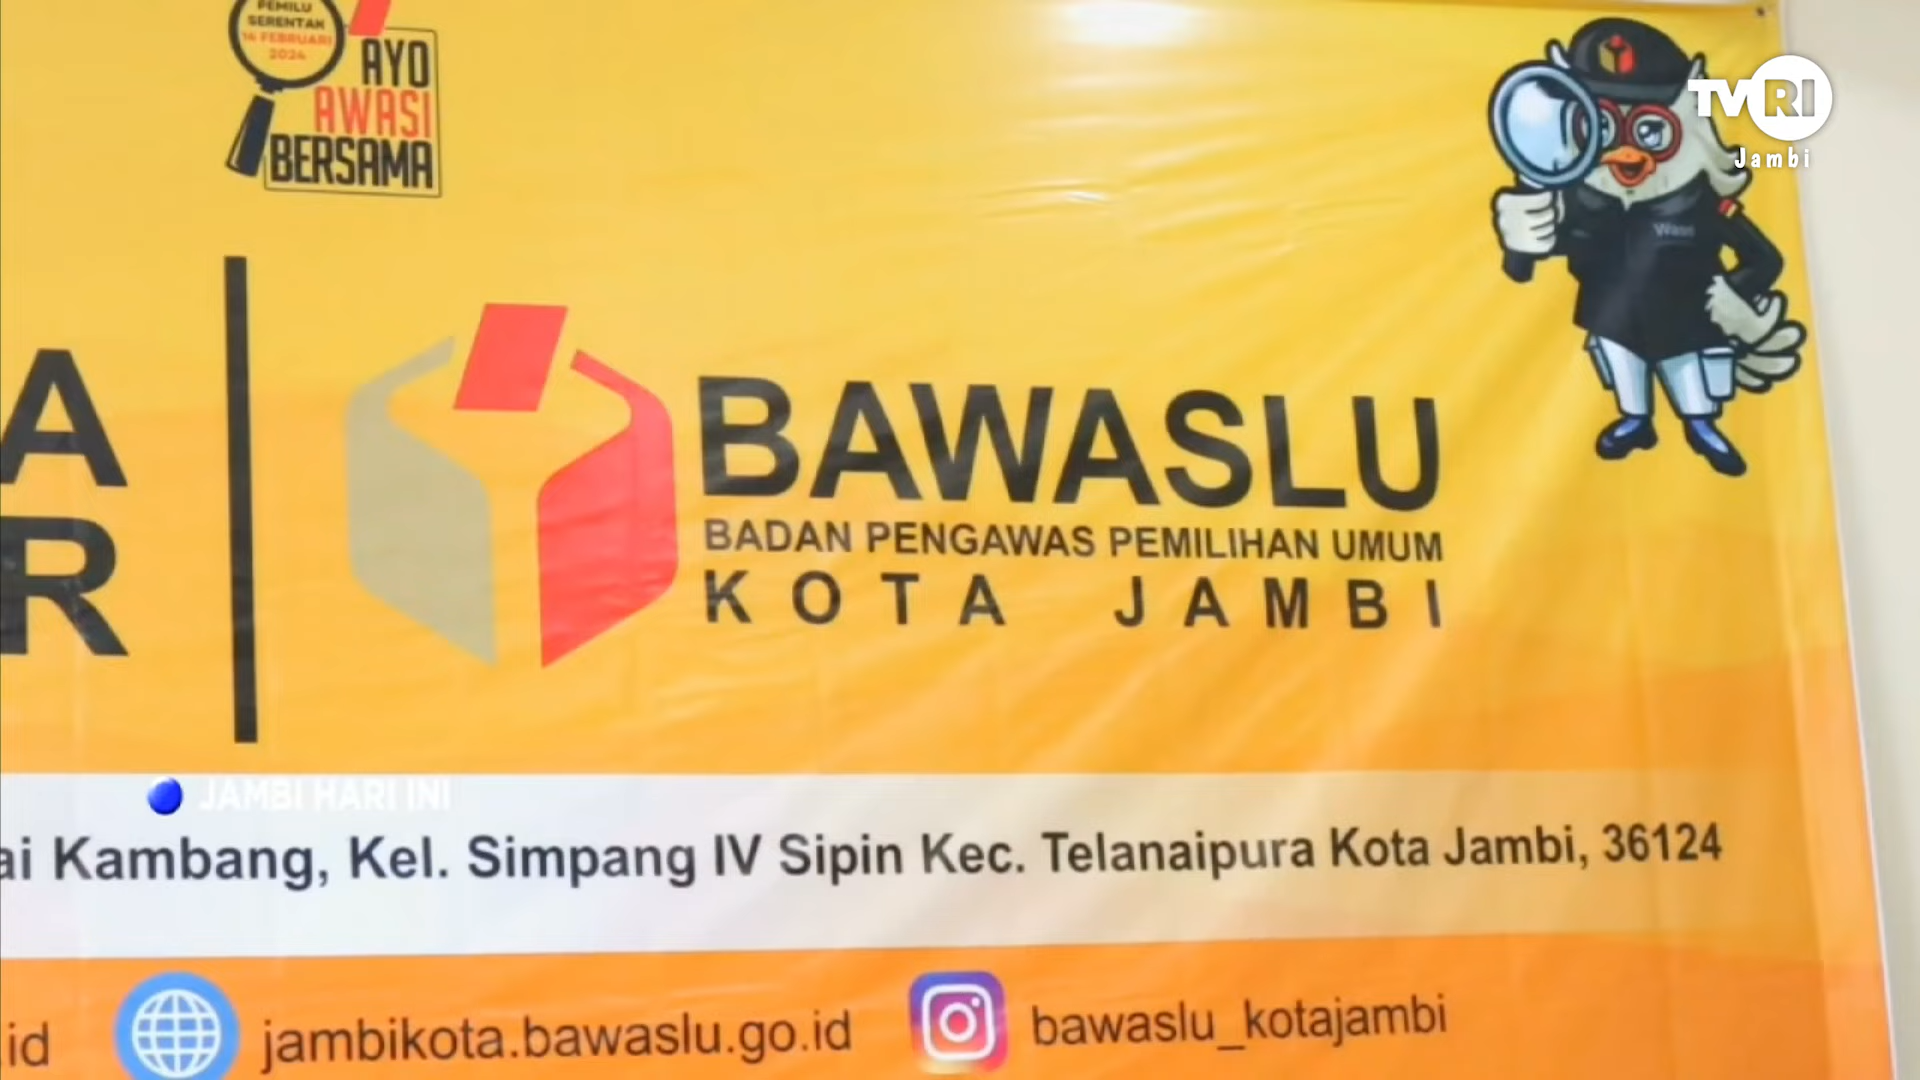 PEMILU
SERENTAK
14 FEBRUARI
2024
AYO
AWASI
BERSAMA
TVRI
Jambi
A
R
BAWASLU
BADAN PENGAWAS PEMILIHAN UMUM
KOTA JAMBI
JAMBI HARI INI
ai Kambang, Kel. Simpang IV Sipin Kec. Telanaipura Kota Jambi, 36124
.id
jambikota.bawaslu.go.id
bawaslu_kotajambi